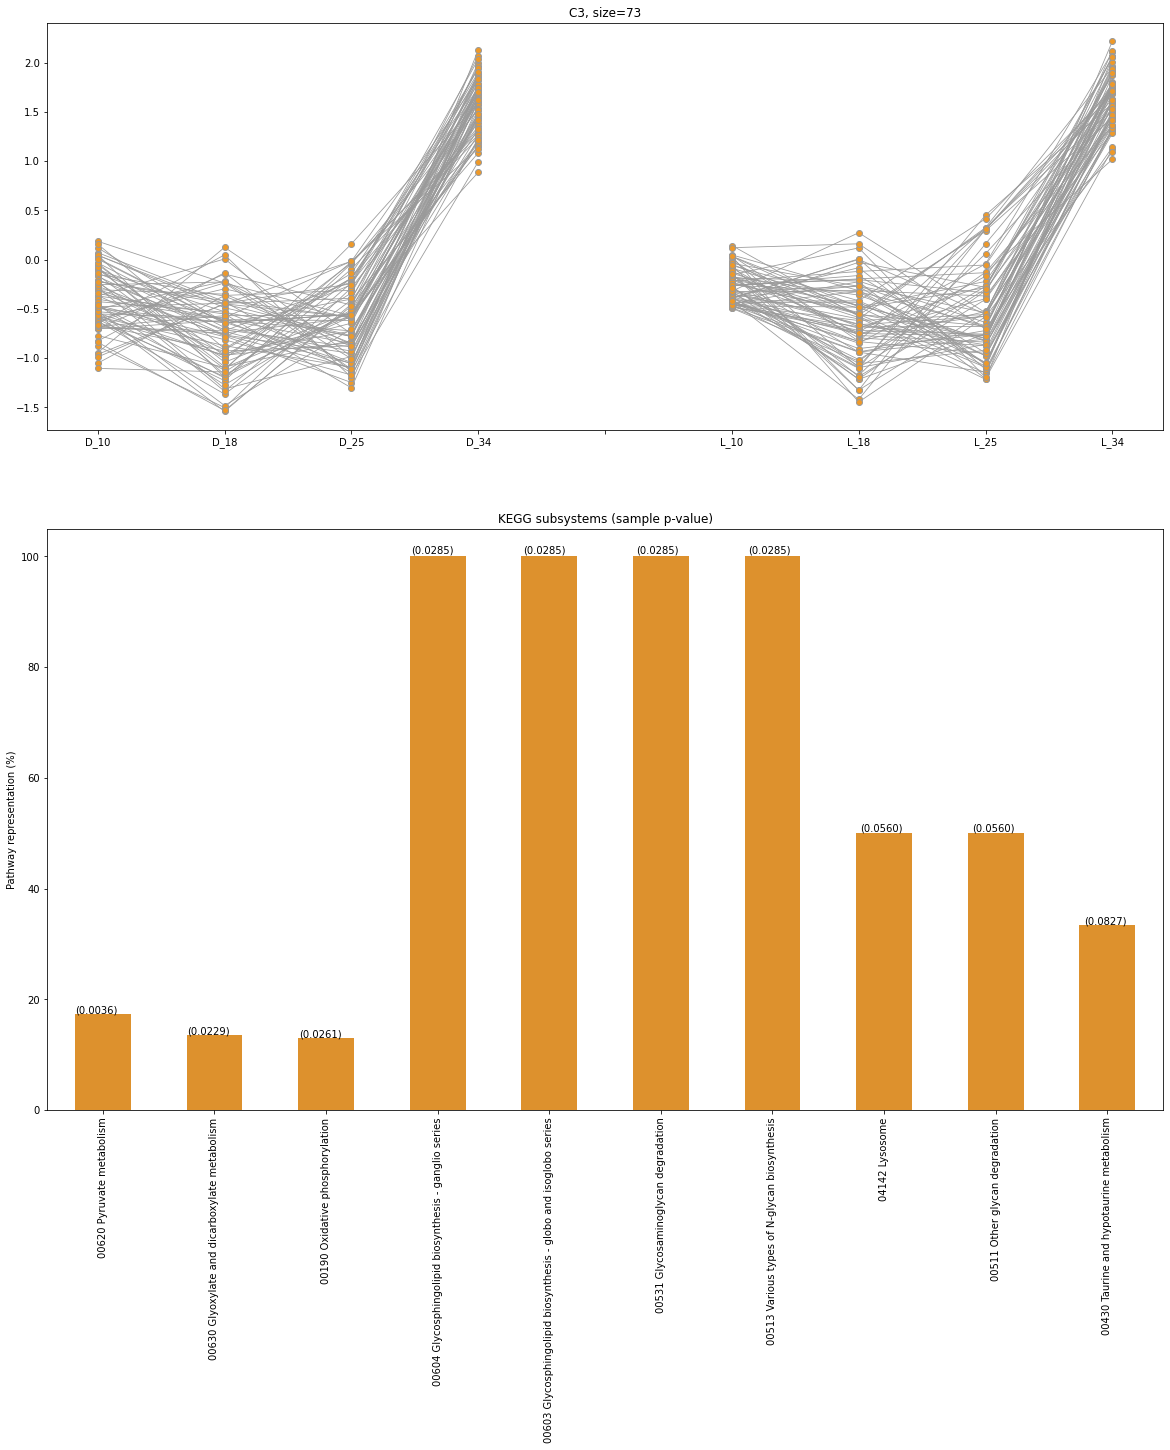 C3, size=73
2.0
1.5
1.0
0.5
0.0
−0.5
−1.0
−1.5
D_10 D_18 D_25 D_34 L_10 L_18 L_25 L_34
KEGG subsystems (sample p-value)
Pathway representation (%)
100
80
60
40
20
0
(0.0036)
(0.0229)
(0.0261)
(0.0285)
(0.0285)
(0.0285)
(0.0285)
(0.0560)
(0.0560)
(0.0827)
00620 Pyruvate metabolism
00630 Glyoxylate and dicarboxylate metabolism
00190 Oxidative phosphorylation
00604 Glycosphingolipid biosynthesis - ganglio series
00603 Glycosphingolipid biosynthesis - globo and isoglobo series
00531 Glycosaminoglycan degradation
00513 Various types of N-glycan biosynthesis
04142 Lysosome
00511 Other glycan degradation
00430 Taurine and hypotaurine metabolism